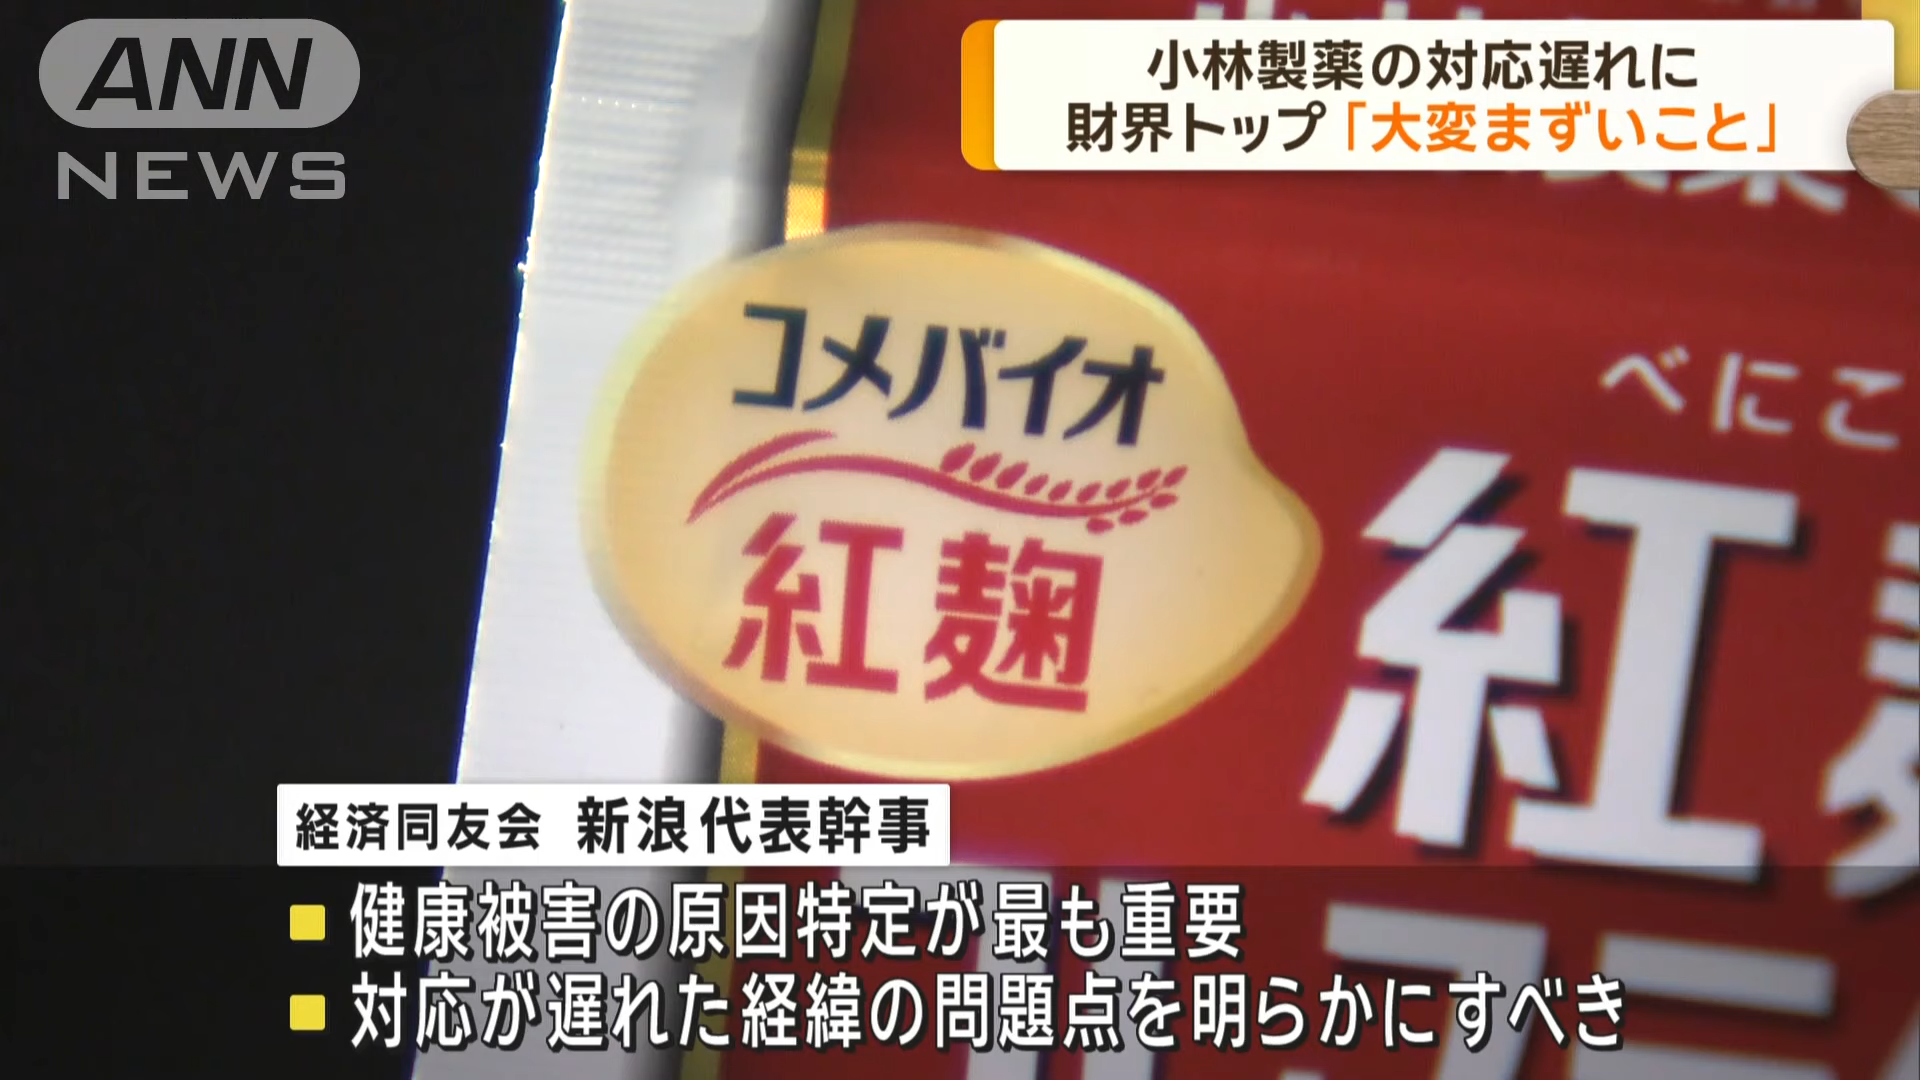 ANN
NEWS
小林製薬の対応遅れに
財界トップ「大変まずいこと」
コメバイオ
紅麹
べにこ
紅
経済同友会 新浪代表幹事
健康被害の原因特定が最も重要
対応が遅れた経緯の問題点を明らかにすべき